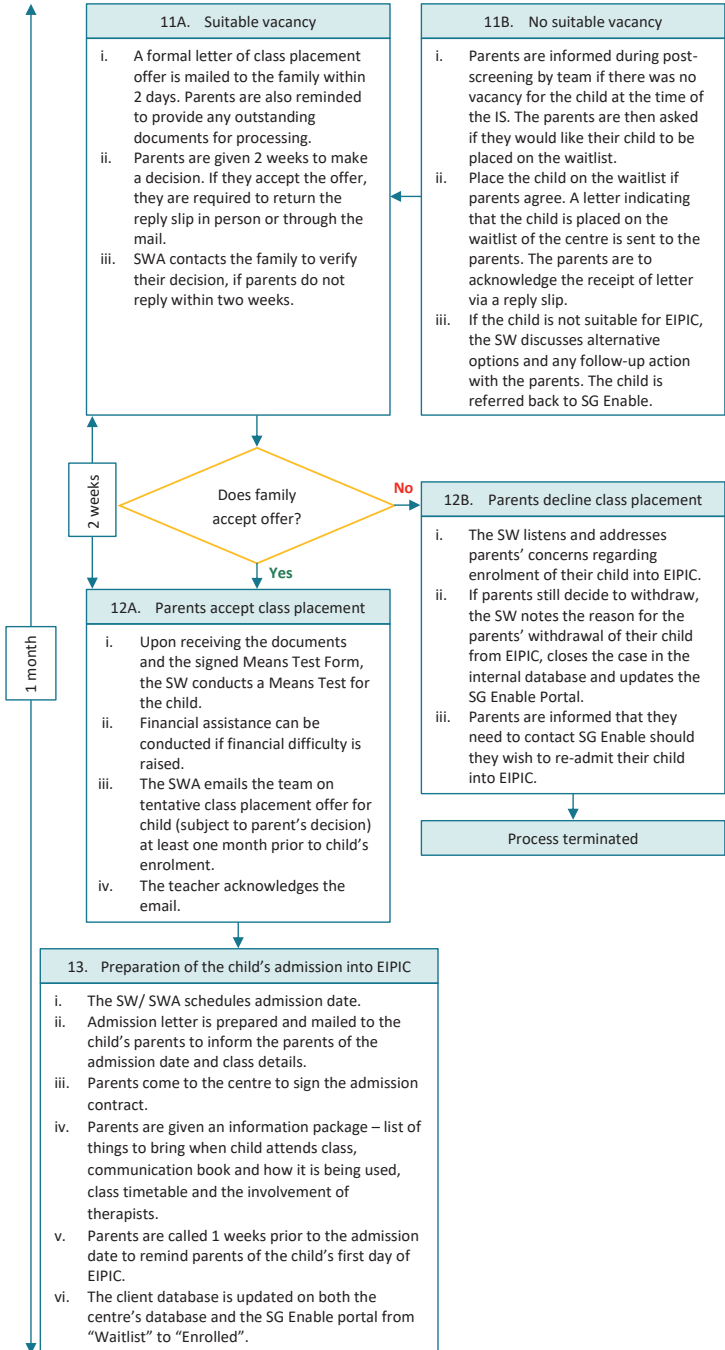 11A. Suitable vacancy
i. A formal letter of class placement
offer is mailed to the family within
2 days. Parents are also reminded
to provide any outstanding
documents for processing.
ii. Parents are given 2 weeks to make
a decision. If they accept the offer,
they are required to return the
reply slip in person or through the
mail.
iii. SWA contacts the family to verify
their decision, if parents do not
reply within two weeks.
11B. No suitable vacancy
i. Parents are informed during post-
screening by team if there was no
vacancy for the child at the time of
the IS. The parents are then asked
if they would like their child to be
placed on the waitlist.
ii. Place the child on the waitlist if
parents agree. A letter indicating
that the child is placed on the
waitlist of the centre is sent to the
parents. The parents are to
acknowledge the receipt of letter
via a reply slip.
iii. If the child is not suitable for EIPIC,
the SW discusses alternative
options and any follow-up action
with the parents. The child is
referred back to SG Enable.
2 weeks
Does family
accept offer?
No
Yes
12B. Parents decline class placement
i. The SW listens and addresses
parents’ concerns regarding
enrolment of their child into EIPIC.
ii. If parents still decide to withdraw,
the SW notes the reason for the
parents’ withdrawal of their child
from EIPIC, closes the case in the
internal database and updates the
SG Enable Portal.
iii. Parents are informed that they
need to contact SG Enable should
they wish to re-admit their child
into EIPIC.
Process terminated
1 month
12A. Parents accept class placement
i. Upon receiving the documents
and the signed Means Test Form,
the SW conducts a Means Test for
the child.
ii. Financial assistance can be
conducted if financial difficulty is
raised.
iii. The SWA emails the team on
tentative class placement offer for
child (subject to parent’s decision)
at least one month prior to child’s
enrolment.
iv. The teacher acknowledges the
email.
13. Preparation of the child’s admission into EIPIC
i. The SW/ SWA schedules admission date.
ii. Admission letter is prepared and mailed to the
child’s parents to inform the parents of the
admission date and class details.
iii. Parents come to the centre to sign the admission
contract.
iv. Parents are given an information package – list of
things to bring when child attends class,
communication book and how it is being used,
class timetable and the involvement of
therapists.
v. Parents are called 1 weeks prior to the admission
date to remind parents of the child’s first day of
EIPIC.
vi. The client database is updated on both the
centre’s database and the SG Enable portal from
“Waitlist” to “Enrolled”.